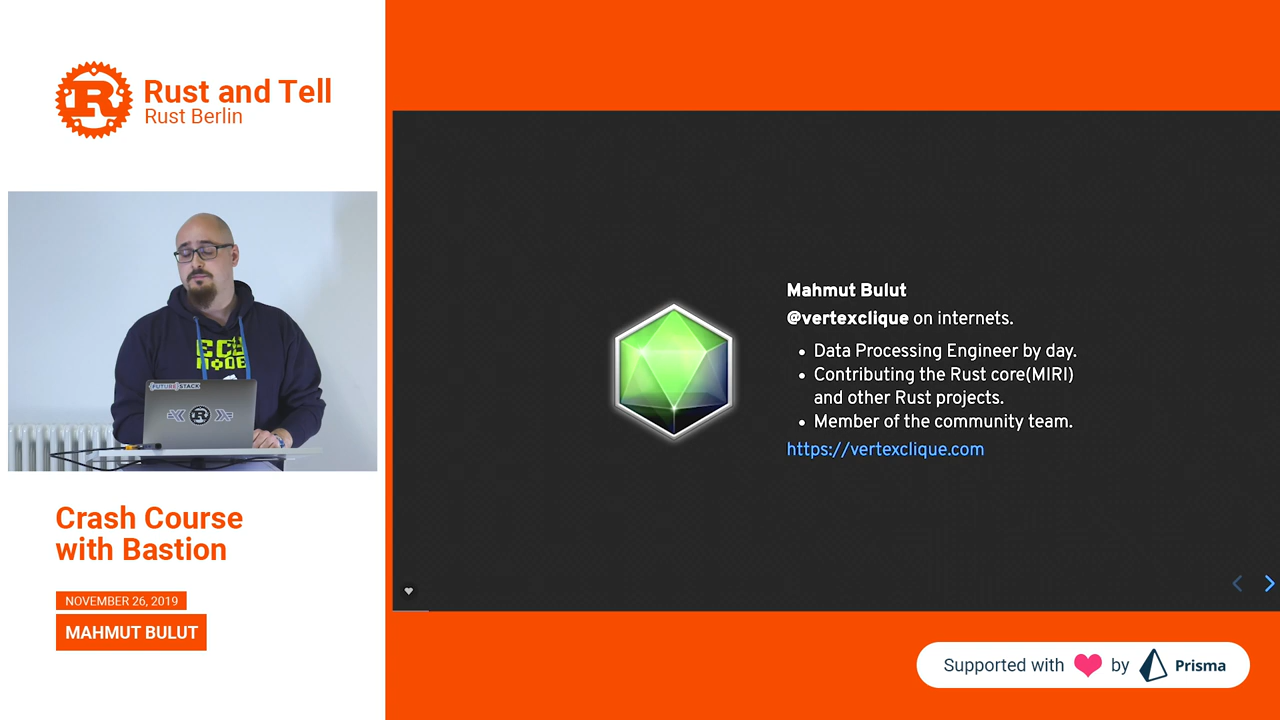 Rust and Tell
Rust Berlin
FUTURE STACK
Crash Course
with Bastion
NOVEMBER 26, 2019
MAHMUT BULUT
Mahmut Bulut
@vertexclique on internets.
• Data Processing Engineer by day.
• Contributing the Rust core(MIRI)
and other Rust projects.
• Member of the community team.
https://vertexclique.com
Supported with ❤ by Prisma